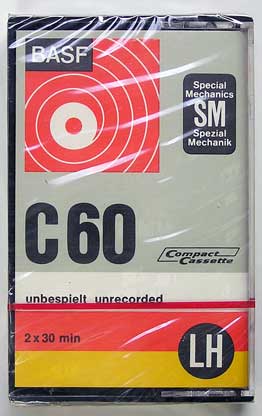 BASF
Special
Mechanics
SM
Spezial
Mechanik
C 60
Compact
Cassette
unbespielt unrecorded
2 x 30 min
LH